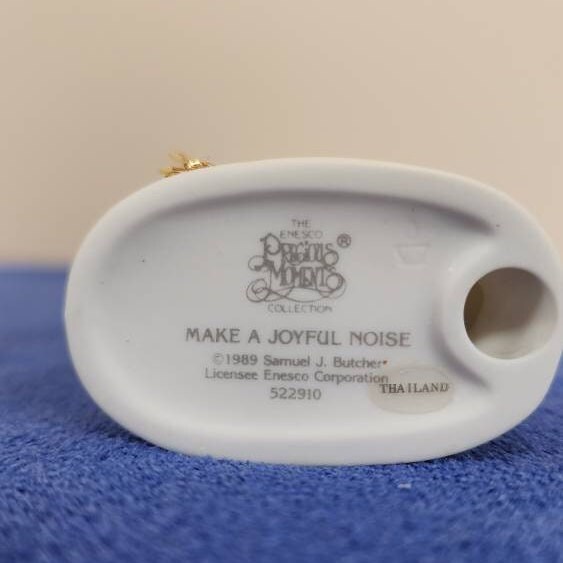 THE
ENESCO
PRECIOUS®
MOMENTS
COLLECTION
MAKE A JOYFUL NOISE
©1989 Samuel J. Butcher
Licensee Enesco Corporation
THAILAND
522910